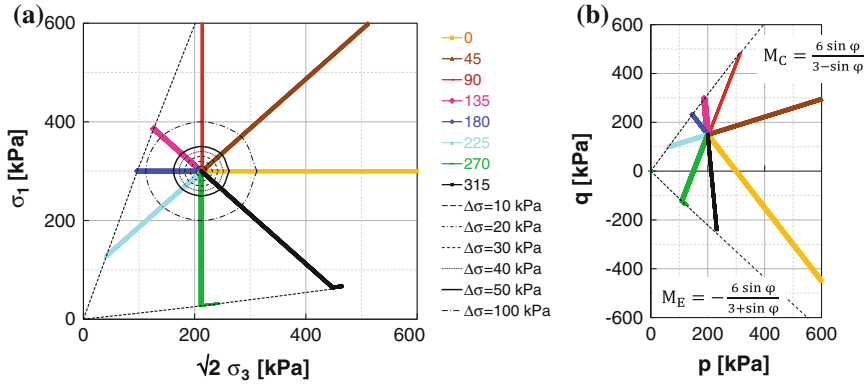 (a)
600
400
200
0
σ₁ [kPa]
0 200 400 600
√2 σ₃ [kPa]
0
45
90
135
180
225
270
315
Δσ=10 kPa
Δσ=20 kPa
Δσ=30 kPa
Δσ=40 kPa
Δσ=50 kPa
Δσ=100 kPa
(b)
600
400
200
0
-200
-400
-600
q [kPa]
M_C = 6 sin φ / 3−sin φ
M_E = − 6 sin φ / 3+sin φ
0 200 400 600
p [kPa]